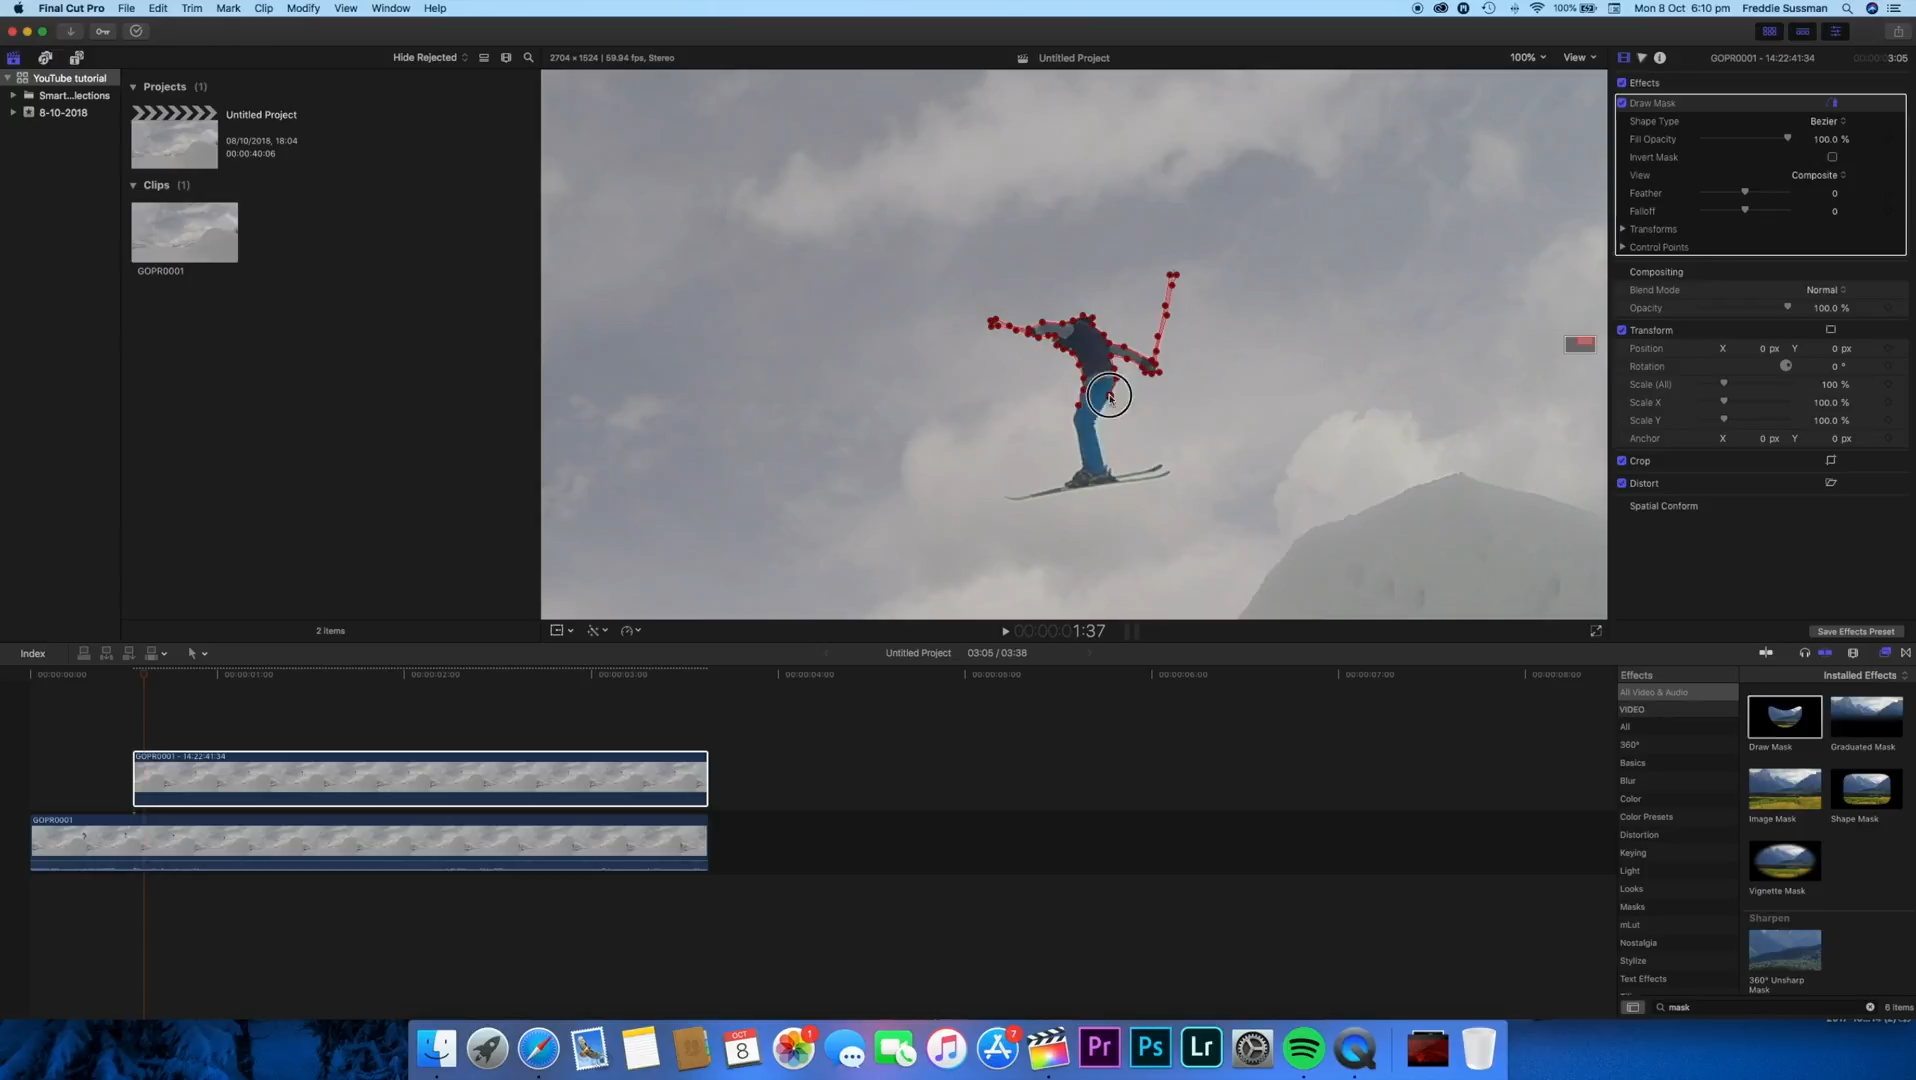 Final Cut Pro File Edit Trim Mark Clip Modify View Window Help
100% Mon 8 Oct 6:10 pm Freddie Sussman
Hide Rejected
2704 × 1524 | 59.94 fps, Stereo
Untitled Project
100%
View
GOPR0001 - 14:22:41:34
3:05
YouTube tutorial
Smart...lections
8-10-2018
Projects (1)
Untitled Project
08/10/2018, 18:04
00:00:40:06
Clips (1)
GOPR0001
2 items
00:00:01:37
Effects
Draw Mask
Shape Type Bezier
Fill Opacity 100.0 %
Invert Mask
View Composite
Feather 0
Falloff 0
Transforms
Control Points
Compositing
Blend Mode Normal
Opacity 100.0 %
Transform
Position X 0 px Y 0 px
Rotation 0 °
Scale (All) 100 %
Scale X 100.0 %
Scale Y 100.0 %
Anchor X 0 px Y 0 px
Crop
Distort
Spatial Conform
Save Effects Preset
Index
Untitled Project 03:05 / 03:38
00:00:00:00 00:00:01:00 00:00:02:00 00:00:03:00 00:00:04:00 00:00:05:00 00:00:06:00 00:00:07:00 00:00:08:00
GOPR0001 - 14:22:41:34
GOPR0001
Effects
Installed Effects
All Video & Audio
VIDEO
All
360°
Basics
Blur
Color
Color Presets
Distortion
Keying
Light
Looks
Masks
mLut
Nostalgia
Stylize
Text Effects
Draw Mask
Graduated Mask
Image Mask
Shape Mask
Vignette Mask
Sharpen
360° Unsharp
Mask
mask
6 items
OCT
8
1
7
Pr
Ps
Lr